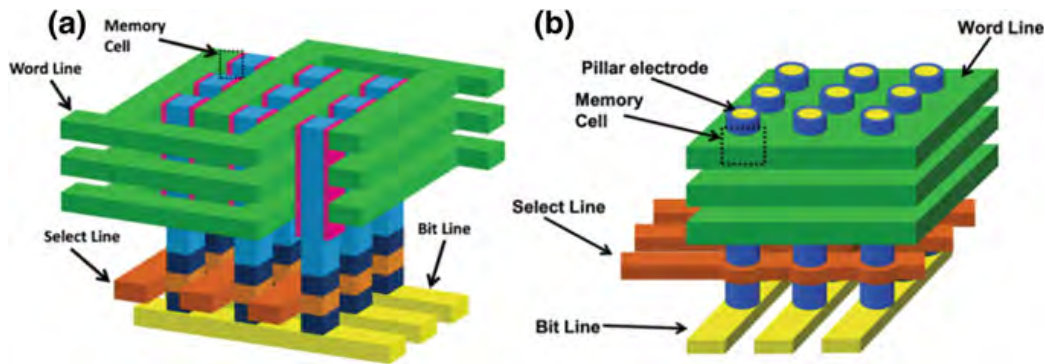 (a)
Memory
Cell
Word Line
Select Line
Bit Line
(b)
Word Line
Pillar electrode
Memory
Cell
Select Line
Bit Line